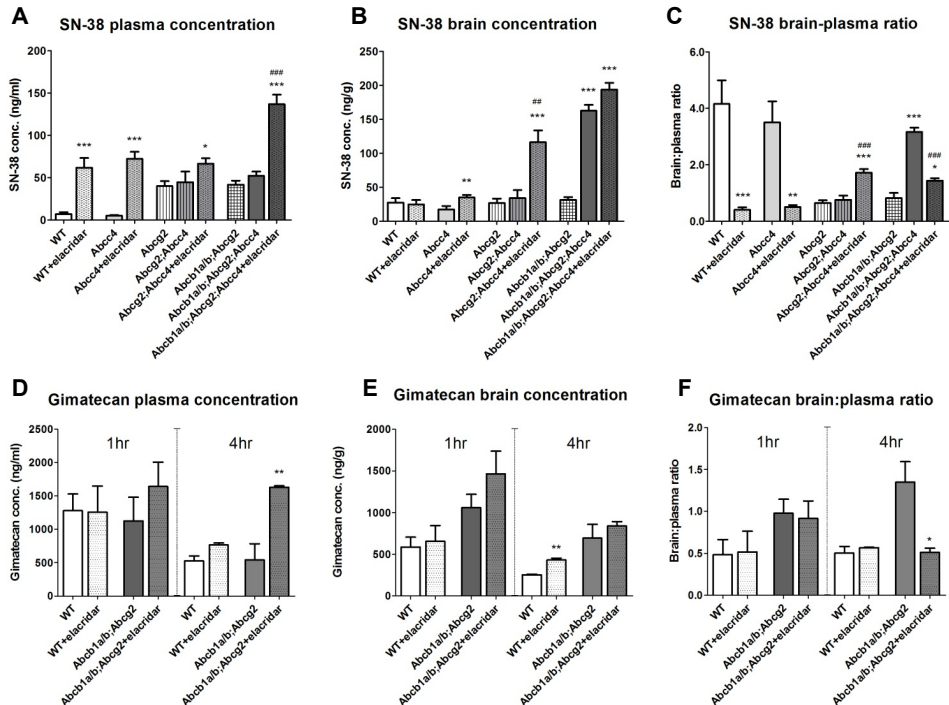 A
SN-38 plasma concentration
SN-38 conc. (ng/ml)
200
150
100
50
0
***
***
*
###
***
WT
WT+elacridar
Abcc4
Abcc4+elacridar
Abcg2
Abcg2;Abcc4
Abcg2;Abcc4+elacridar
Abcb1a/b;Abcg2
Abcb1a/b;Abcg2;Abcc4
Abcb1a/b;Abcg2;Abcc4+elacridar
B
SN-38 brain concentration
SN-38 conc. (ng/g)
250
200
150
100
50
0
**
##
***
***
***
WT
WT+elacridar
Abcc4
Abcc4+elacridar
Abcg2
Abcg2;Abcc4
Abcg2;Abcc4+elacridar
Abcb1a/b;Abcg2
Abcb1a/b;Abcg2;Abcc4
Abcb1a/b;Abcg2;Abcc4+elacridar
C
SN-38 brain-plasma ratio
Brain:plasma ratio
6.0
4.0
2.0
0.0
***
**
###
***
***
###
*
WT
WT+elacridar
Abcc4
Abcc4+elacridar
Abcg2
Abcg2;Abcc4
Abcg2;Abcc4+elacridar
Abcb1a/b;Abcg2
Abcb1a/b;Abcg2;Abcc4
Abcb1a/b;Abcg2;Abcc4+elacridar
D
Gimatecan plasma concentration
Gimatecan conc. (ng/ml)
2500
2000
1500
1000
500
0
1hr
4hr
**
WT
WT+elacridar
Abcb1a/b;Abcg2
Abcb1a/b;Abcg2+elacridar
WT
WT+elacridar
Abcb1a/b;Abcg2
Abcb1a/b;Abcg2+elacridar
E
Gimatecan brain concentration
Gimatecan conc. (ng/g)
2000
1500
1000
500
0
1hr
4hr
**
WT
WT+elacridar
Abcb1a/b;Abcg2
Abcb1a/b;Abcg2+elacridar
WT
WT+elacridar
Abcb1a/b;Abcg2
Abcb1a/b;Abcg2+elacridar
F
Gimatecan brain:plasma ratio
Brain:plasma ratio
2.0
1.5
1.0
0.5
0.0
1hr
4hr
*
WT
WT+elacridar
Abcb1a/b;Abcg2
Abcb1a/b;Abcg2+elacridar
WT
WT+elacridar
Abcb1a/b;Abcg2
Abcb1a/b;Abcg2+elacridar